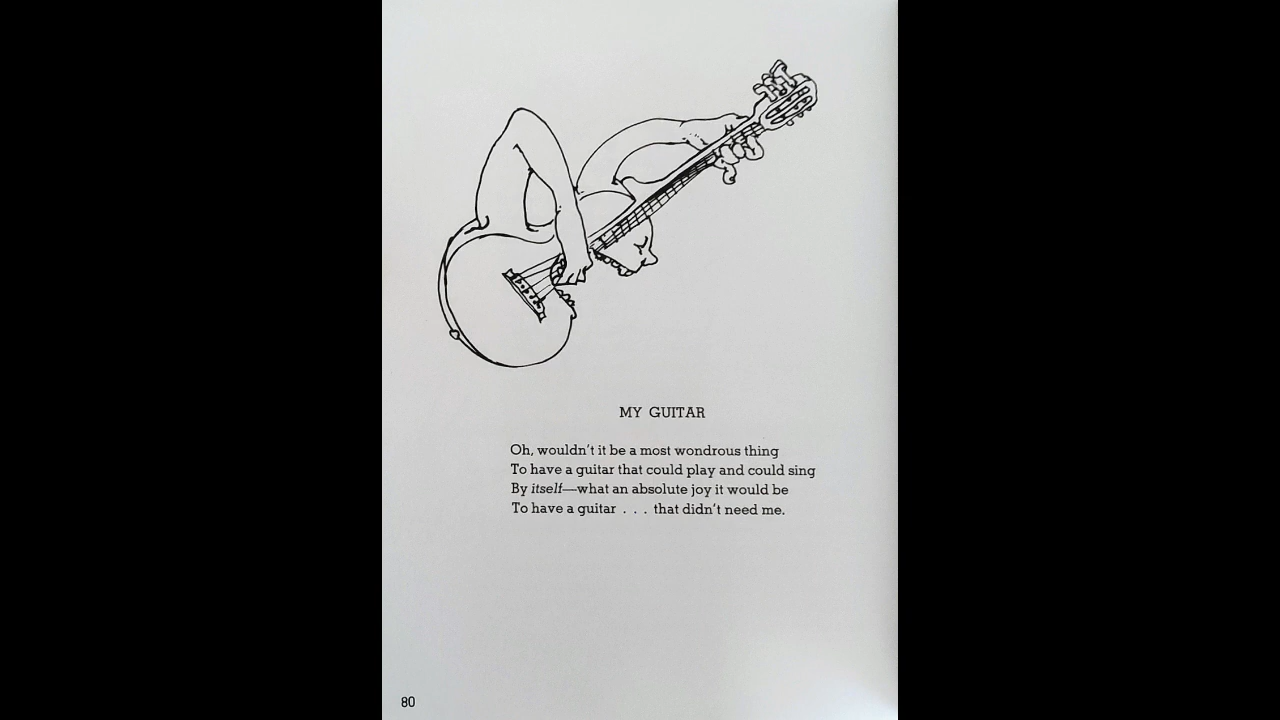 MY GUITAR
Oh, wouldn't it be a most wondrous thing
To have a guitar that could play and could sing
By itself—what an absolute joy it would be
To have a guitar . . . that didn't need me.
80